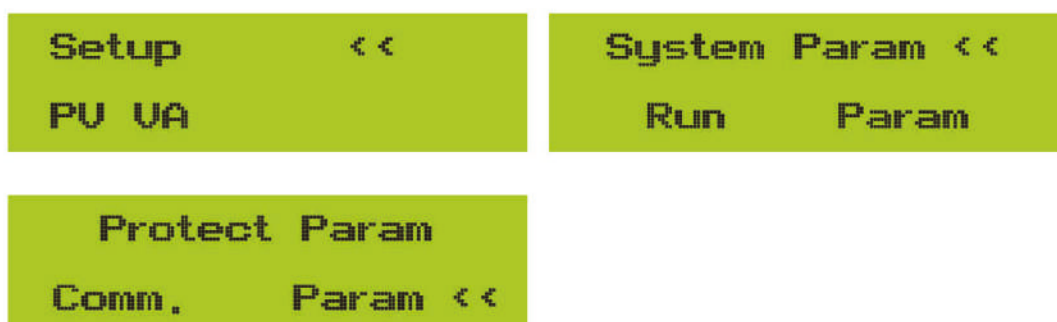 Setup <<
PV VA
System Param <<
Run Param
Protect Param
Comm. Param <<